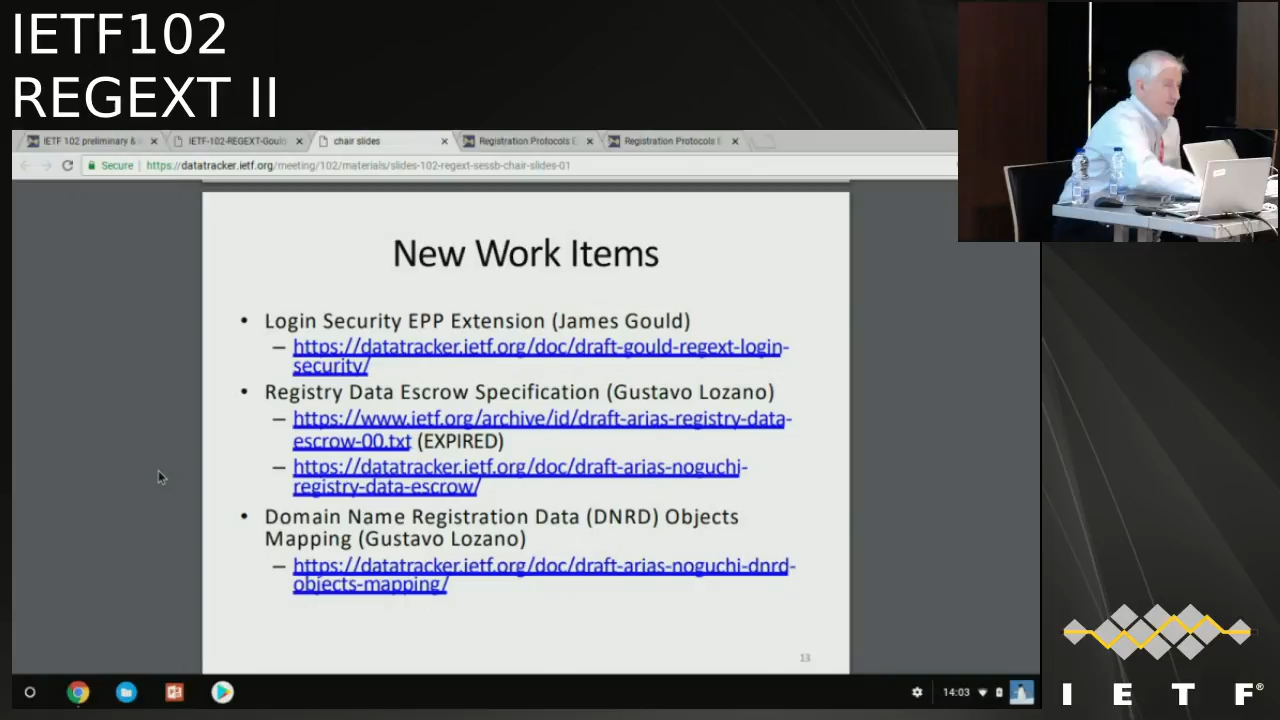 IETF102
REGEXT II
IETF 102 preliminary &
IETF-102-REGEXT-Goul
chair slides
Registration Protocols E
Registration Protocols E
Secure
https://datatracker.ietf.org/meeting/102/materials/slides-102-regext-sessb-chair-slides-01
New Work Items
• Login Security EPP Extension (James Gould)
– https://datatracker.ietf.org/doc/draft-gould-regext-login-
security/
• Registry Data Escrow Specification (Gustavo Lozano)
– https://www.ietf.org/archive/id/draft-arias-registry-data-
escrow-00.txt (EXPIRED)
– https://datatracker.ietf.org/doc/draft-arias-noguchi-
registry-data-escrow/
• Domain Name Registration Data (DNRD) Objects
Mapping (Gustavo Lozano)
– https://datatracker.ietf.org/doc/draft-arias-noguchi-dnrd-
objects-mapping/
13
14:03
I E T F®